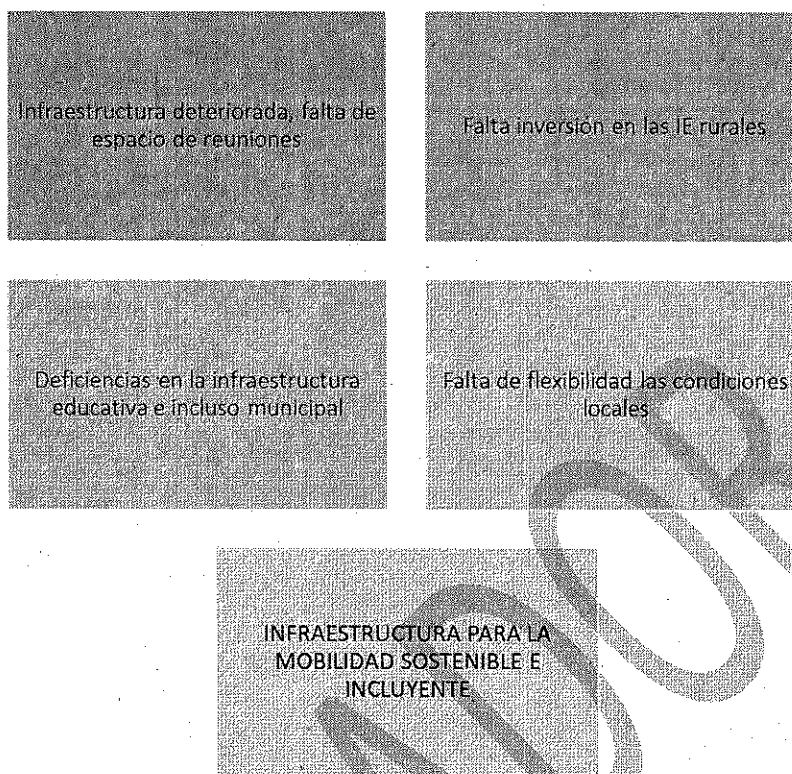 Infraestructura deteriorada, falta de
espacio de reuniones
Falta inversión en las IE rurales
Deficiencias en la infraestructura
educativa e incluso municipal
Falta de flexibilidad las condiciones
locales
INFRAESTRUCTURA PARA LA
MOBILIDAD SOSTENIBLE E
INCLUYENTE